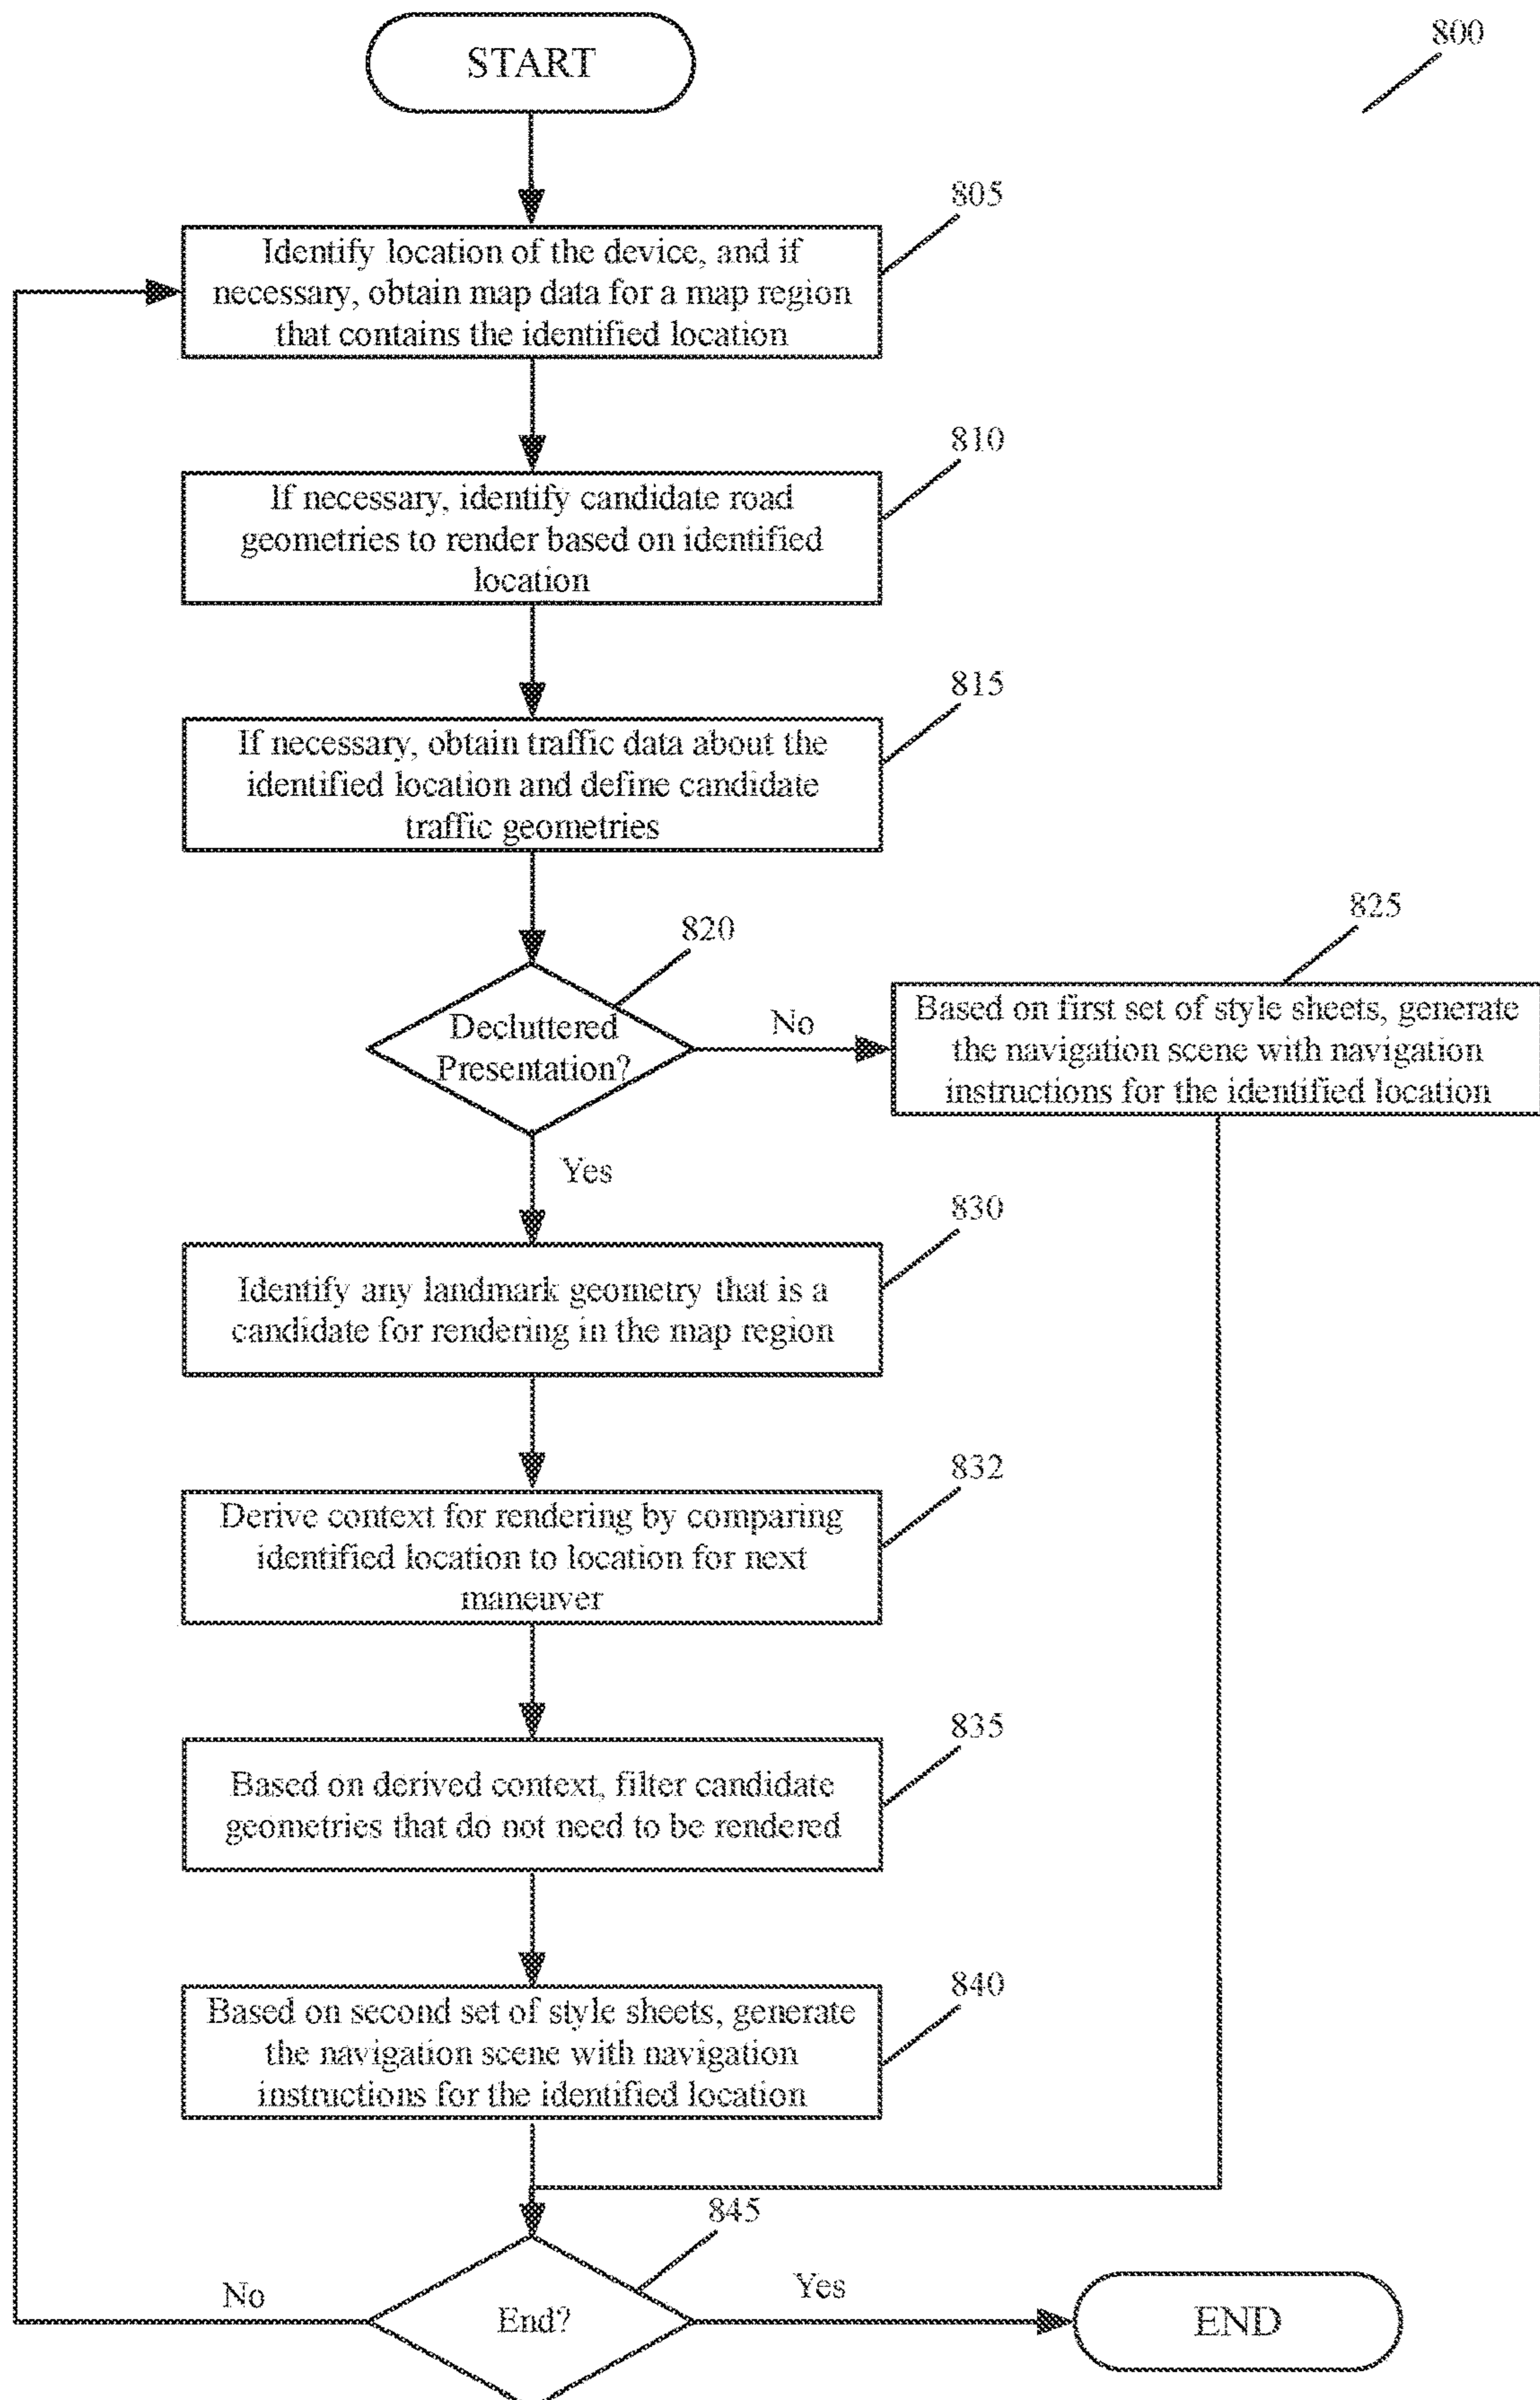 START
800
805
Identify location of the device, and if
necessary, obtain map data for a map region
that contains the identified location
810
If necessary, identify candidate road
geometries to render based on identified
location
815
If necessary, obtain traffic data about the
identified location and define candidate
traffic geometries
820
Decluttered
Presentation?
No
825
Based on first set of style sheets, generate
the navigation scene with navigation
instructions for the identified location
Yes
830
Identify any landmark geometry that is a
candidate for rendering in the map region
832
Derive context for rendering by comparing
identified location to location for next
maneuver
835
Based on derived context, filter candidate
geometries that do not need to be rendered
840
Based on second set of style sheets, generate
the navigation scene with navigation
instructions for the identified location
845
No
End?
Yes
END